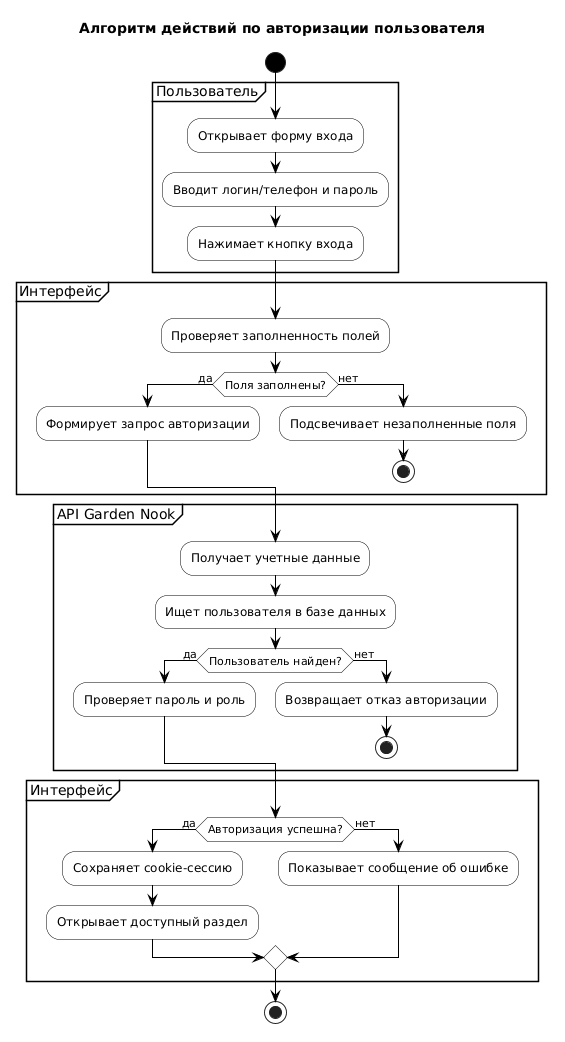 Алгоритм действий по авторизации пользователя
Пользователь
Открывает форму входа
Вводит логин/телефон и пароль
Нажимает кнопку входа
Интерфейс
Проверяет заполненность полей
да
Поля заполнены?
нет
Формирует запрос авторизации
Подсвечивает незаполненные поля
API Garden Nook
Получает учетные данные
Ищет пользователя в базе данных
да
Пользователь найден?
нет
Проверяет пароль и роль
Возвращает отказ авторизации
Интерфейс
да
Авторизация успешна?
нет
Сохраняет cookie-сессию
Показывает сообщение об ошибке
Открывает доступный раздел